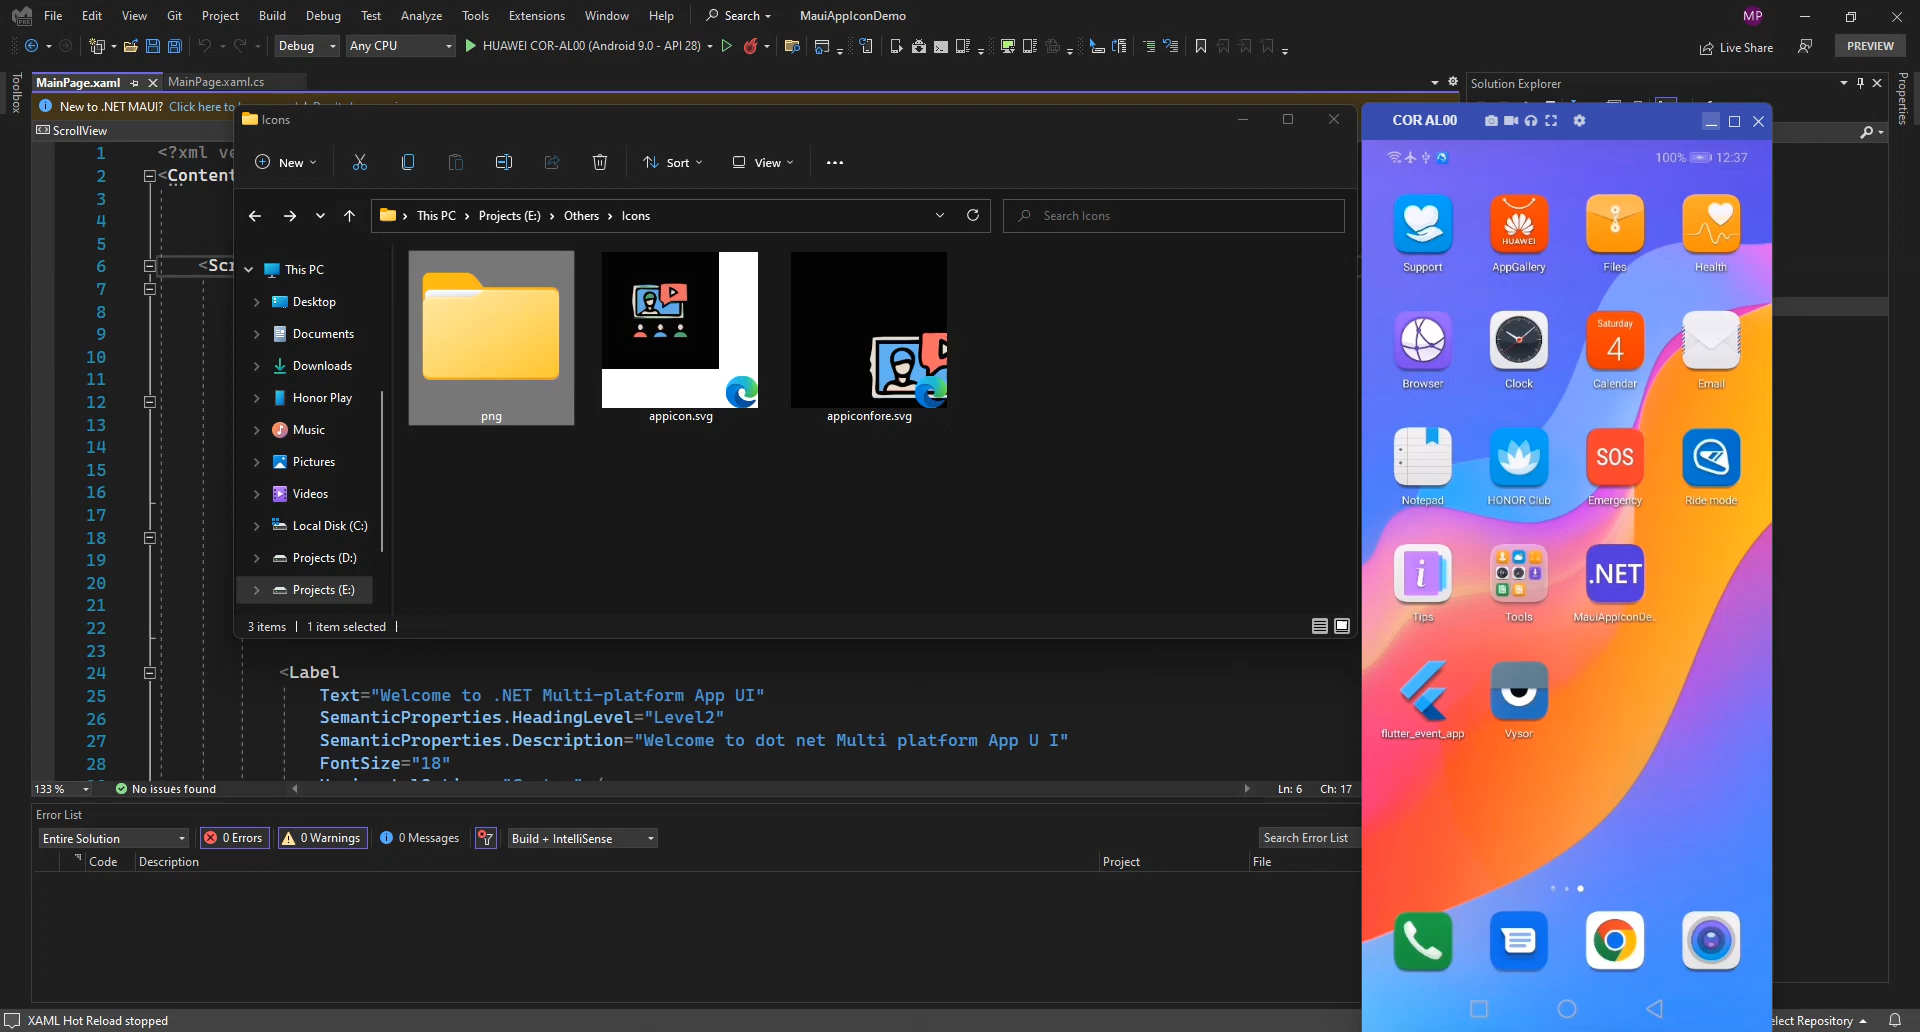 File Edit View Git Project Build Debug Test Analyze Tools Extensions Window Help Search MauiAppIconDemo MP
Debug Any CPU HUAWEI COR-AL00 (Android 9.0 - API 28) Live Share PREVIEW
Toolbox
MainPage.xaml MainPage.xaml.cs
New to .NET MAUI? Click here to
ScrollView
1 <?xml ve
2 <Content
3
4
5
6 <Scr
7
8
9
10
11
12
13
14
15
16
17
18
19
20
21
22
23
24 <Label
25 Text="Welcome to .NET Multi-platform App UI"
26 SemanticProperties.HeadingLevel="Level2"
27 SemanticProperties.Description="Welcome to dot net Multi platform App U I"
28 FontSize="18"
133 % No issues found Ln: 6 Ch: 17
Icons
New Sort View
This PC Projects (E:) Others Icons
Search Icons
This PC
Desktop
Documents
Downloads
Honor Play
Music
Pictures
Videos
Local Disk (C:)
Projects (D:)
Projects (E:)
png appicon.svg appiconfore.svg
3 items 1 item selected
Error List
Entire Solution 0 Errors 0 Warnings 0 Messages Build + IntelliSense Search Error List
Code Description Project File
Solution Explorer
Properties
COR AL00
100% 12:37
HUAWEI
Support AppGallery Files Health
Saturday
4
Browser Clock Calendar Email
SOS
Notepad HONOR Club Emergency Ride mode
i
.NET
Tips Tools MauiAppIconDe..
flutter_event_app Vysor
XAML Hot Reload stopped
elect Repository